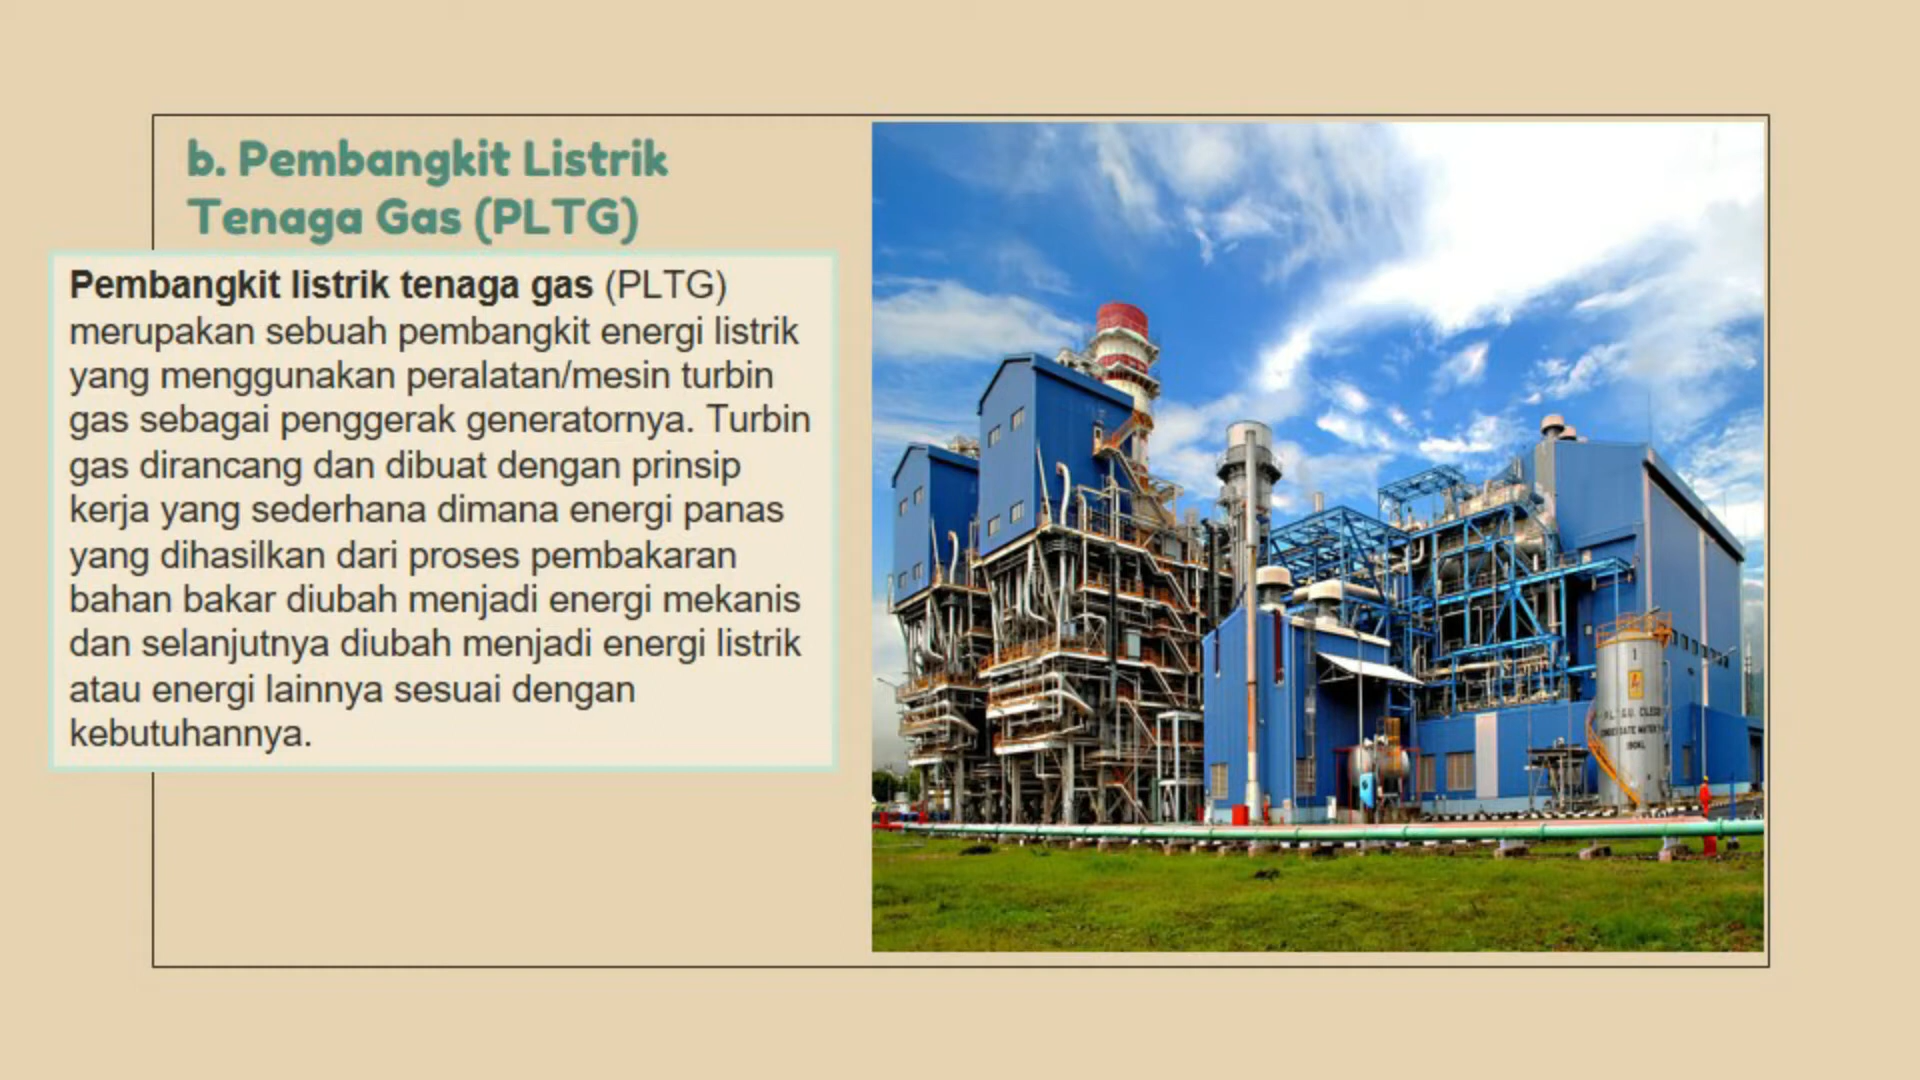 b. Pembangkit Listrik
Tenaga Gas (PLTG)
Pembangkit listrik tenaga gas (PLTG)
merupakan sebuah pembangkit energi listrik
yang menggunakan peralatan/mesin turbin
gas sebagai penggerak generatornya. Turbin
gas dirancang dan dibuat dengan prinsip
kerja yang sederhana dimana energi panas
yang dihasilkan dari proses pembakaran
bahan bakar diubah menjadi energi mekanis
dan selanjutnya diubah menjadi energi listrik
atau energi lainnya sesuai dengan
kebutuhannya.
1